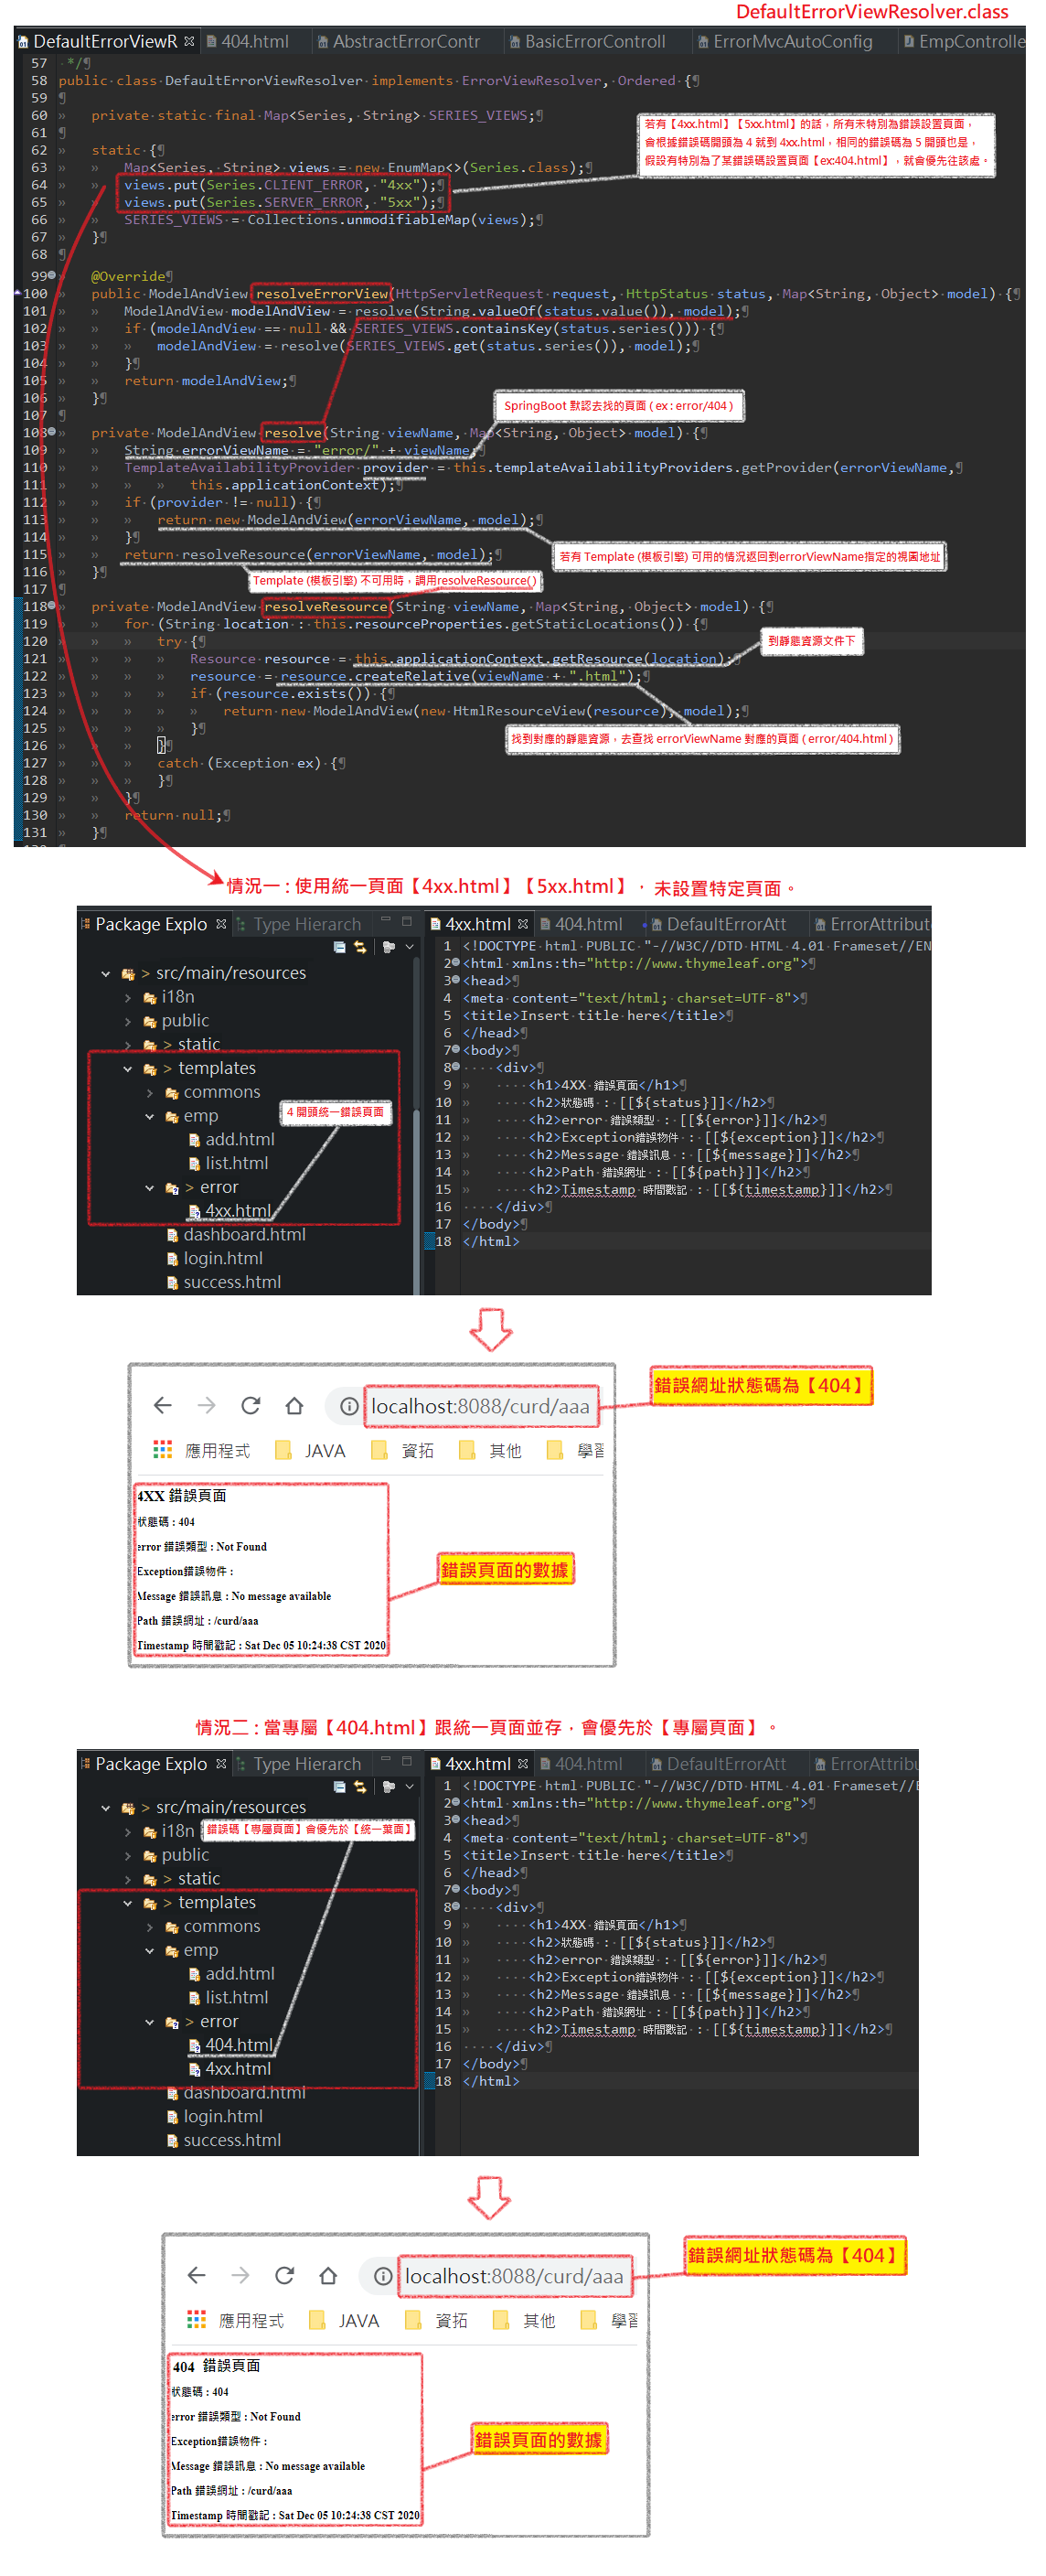 DefaultErrorViewResolver.class
DefaultErrorViewR 404.html AbstractErrorContr BasicErrorControll ErrorMvcAutoConfig EmpControlle
57 */
58 public class DefaultErrorViewResolver implements ErrorViewResolver, Ordered {
59
60 private static final Map<Series, String> SERIES_VIEWS;
61
62 static {
63 Map<Series, String> views = new EnumMap<>(Series.class);
64 views.put(Series.CLIENT_ERROR, "4xx");
65 views.put(Series.SERVER_ERROR, "5xx");
66 SERIES_VIEWS = Collections.unmodifiableMap(views);
67 }
68
若有【4xx.html】【5xx.html】的話，所有未特別為錯誤設置頁面，
會根據錯誤碼開頭為 4 就到 4xx.html，相同的錯誤碼為 5 開頭也是，
假設有特別為了某錯誤碼設置頁面【ex:404.html】，就會優先往該處。
99 @Override
100 public ModelAndView resolveErrorView(HttpServletRequest request, HttpStatus status, Map<String, Object> model) {
101 ModelAndView modelAndView = resolve(String.valueOf(status.value()), model);
102 if (modelAndView == null && SERIES_VIEWS.containsKey(status.series())) {
103 modelAndView = resolve(SERIES_VIEWS.get(status.series()), model);
104 }
105 return modelAndView;
106 }
107
SpringBoot 默認去找的頁面 ( ex : error/404 )
108 private ModelAndView resolve(String viewName, Map<String, Object> model) {
109 String errorViewName = "error/" + viewName;
110 TemplateAvailabilityProvider provider = this.templateAvailabilityProviders.getProvider(errorViewName,
111 this.applicationContext);
112 if (provider != null) {
113 return new ModelAndView(errorViewName, model);
114 }
115 return resolveResource(errorViewName, model);
116 }
117
若有 Template (模板引擎) 可用的情況返回到errorViewName指定的視圖地址
Template (模板引擎) 不可用時，調用resolveResource()
118 private ModelAndView resolveResource(String viewName, Map<String, Object> model) {
119 for (String location : this.resourceProperties.getStaticLocations()) {
120 try {
121 Resource resource = this.applicationContext.getResource(location);
122 resource = resource.createRelative(viewName + ".html");
123 if (resource.exists()) {
124 return new ModelAndView(new HtmlResourceView(resource), model);
125 }
126 }
127 catch (Exception ex) {
128 }
129 }
130 return null;
131 }
到靜態資源文件下
找到對應的靜態資源，去查找 errorViewName 對應的頁面 ( error/404.html )
情況一 : 使用統一頁面【4xx.html】【5xx.html】，未設置特定頁面。
Package Explo Type Hierarch
> src/main/resources
i18n
public
> static
> templates
commons
emp
add.html
list.html
> error
4xx.html
dashboard.html
login.html
success.html
4 開頭統一錯誤頁面
4xx.html 404.html DefaultErrorAtt ErrorAttribut
1 <!DOCTYPE html PUBLIC "-//W3C//DTD HTML 4.01 Frameset//EN
2 <html xmlns:th="http://www.thymeleaf.org">
3 <head>
4 <meta content="text/html; charset=UTF-8">
5 <title>Insert title here</title>
6 </head>
7 <body>
8 <div>
9 <h1>4XX 錯誤頁面</h1>
10 <h2>狀態碼 : [[${status}]]</h2>
11 <h2>error 錯誤類型 : [[${error}]]</h2>
12 <h2>Exception錯誤物件 : [[${exception}]]</h2>
13 <h2>Message 錯誤訊息 : [[${message}]]</h2>
14 <h2>Path 錯誤網址 : [[${path}]]</h2>
15 <h2>Timestamp 時間戳記 : [[${timestamp}]]</h2>
16 </div>
17 </body>
18 </html>
localhost:8088/curd/aaa
錯誤網址狀態碼為【404】
應用程式 JAVA 資拓 其他 學習
4XX 錯誤頁面
狀態碼 : 404
error 錯誤類型 : Not Found
Exception錯誤物件 :
Message 錯誤訊息 : No message available
Path 錯誤網址 : /curd/aaa
Timestamp 時間戳記 : Sat Dec 05 10:24:38 CST 2020
錯誤頁面的數據
情況二 : 當專屬【404.html】跟統一頁面並存，會優先於【專屬頁面】。
Package Explo Type Hierarch
> src/main/resources
i18n
public
> static
> templates
commons
emp
add.html
list.html
> error
404.html
4xx.html
dashboard.html
login.html
success.html
錯誤碼【專屬頁面】會優先於【統一葉面】
4xx.html 404.html DefaultErrorAtt ErrorAttribu
1 <!DOCTYPE html PUBLIC "-//W3C//DTD HTML 4.01 Frameset//E
2 <html xmlns:th="http://www.thymeleaf.org">
3 <head>
4 <meta content="text/html; charset=UTF-8">
5 <title>Insert title here</title>
6 </head>
7 <body>
8 <div>
9 <h1>4XX 錯誤頁面</h1>
10 <h2>狀態碼 : [[${status}]]</h2>
11 <h2>error 錯誤類型 : [[${error}]]</h2>
12 <h2>Exception錯誤物件 : [[${exception}]]</h2>
13 <h2>Message 錯誤訊息 : [[${message}]]</h2>
14 <h2>Path 錯誤網址 : [[${path}]]</h2>
15 <h2>Timestamp 時間戳記 : [[${timestamp}]]</h2>
16 </div>
17 </body>
18 </html>
localhost:8088/curd/aaa
錯誤網址狀態碼為【404】
應用程式 JAVA 資拓 其他 學習
404 錯誤頁面
狀態碼 : 404
error 錯誤類型 : Not Found
Exception錯誤物件 :
Message 錯誤訊息 : No message available
Path 錯誤網址 : /curd/aaa
Timestamp 時間戳記 : Sat Dec 05 10:24:38 CST 2020
錯誤頁面的數據